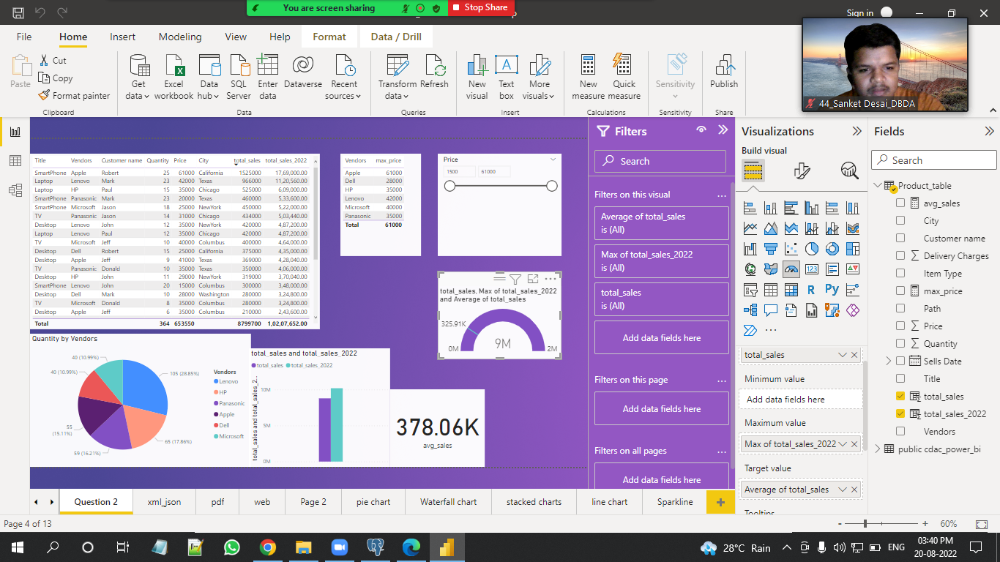 You are screen sharing
Stop Share
Sign in
File Home Insert Modeling View Help Format Data / Drill
Paste
Cut
Copy
Format painter
Clipboard
Get data
Excel workbook
Data hub
SQL Server
Enter data
Dataverse
Recent sources
Data
Transform data
Refresh
Queries
New visual
Text box
More visuals
Insert
New measure
Quick measure
Calculations
Sensitivity
Sensitivity
Publish
Share
44_Sanket Desai_DBDA
Title Vendors Customer name Quantity Price City total_sales total_sales_2022
SmartPhone Apple Robert 25 61000 California 1525000 17,69,000.00
Laptop Lenovo Mark 23 42000 Texas 966000 11,20,560.00
Laptop HP Paul 15 35000 Chicago 525000 6,09,000.00
SmartPhone Panasonic Mark 23 20000 Texas 460000 5,33,600.00
SmartPhone Microsoft Jason 18 25000 NewYork 450000 5,22,000.00
TV Panasonic Jason 14 31000 Chicago 434000 5,03,440.00
Desktop Lenovo John 12 35000 NewYork 420000 4,87,200.00
Laptop Lenovo Paul 12 35000 Chicago 420000 4,87,200.00
TV Microsoft Jeff 10 40000 Columbus 400000 4,64,000.00
Desktop Dell Robert 15 25000 California 375000 4,35,000.00
Desktop Apple Jeff 9 41000 Texas 369000 4,28,040.00
TV Panasonic Donald 10 35000 Texas 350000 4,06,000.00
Desktop HP John 11 29000 NewYork 319000 3,70,040.00
SmartPhone Lenovo John 20 15000 Columbus 300000 3,48,000.00
Desktop Dell Mark 10 28000 Washington 280000 3,24,800.00
TV Microsoft Donald 8 35000 Columbus 280000 3,24,800.00
Desktop Apple Jeff 6 35000 Columbus 210000 2,43,600.00
Total 364 653550 8799700 1,02,07,652.00
Vendors max_price
Apple 61000
Dell 28000
HP 35000
Lenovo 42000
Microsoft 40000
Panasonic 35000
Total 61000
Price
1500 61000
total_sales, Max of total_sales_2022
and Average of total_sales
325.91K
0M 9M 2M
Quantity by Vendors
40 (10.99%)
40 (10.99%)
105 (28.85%)
55
(15.11%)
65 (17.86%)
59 (16.21%)
Vendors
Lenovo
HP
Panasonic
Apple
Dell
Microsoft
total_sales and total_sales_2022
total_sales total_sales_2022
total_sales and total_sales_2...
10M
5M
0M
378.06K
avg_sales
Filters
Search
Filters on this visual ...
Average of total_sales
is (All)
Max of total_sales_2022
is (All)
total_sales
is (All)
Add data fields here
Filters on this page ...
Add data fields here
Filters on all pages ...
Add data fields here
Visualizations
Build visual
123
R Py
...
total_sales
Minimum value
Add data fields here
Maximum value
Max of total_sales_2022
Target value
Average of total_sales
Tooltips
Fields
Search
Product_table
avg_sales
City
Customer name
Delivery Charges
Item Type
max_price
Path
Price
Quantity
Sells Date
Title
total_sales
total_sales_2022
Vendors
public cdac_power_bi
Question 2 xml_json pdf web Page 2 pie chart Waterfall chart stacked charts line chart Sparkline +
Page 4 of 13
- + 60%
28°C Rain
ENG
03:40 PM
20-08-2022